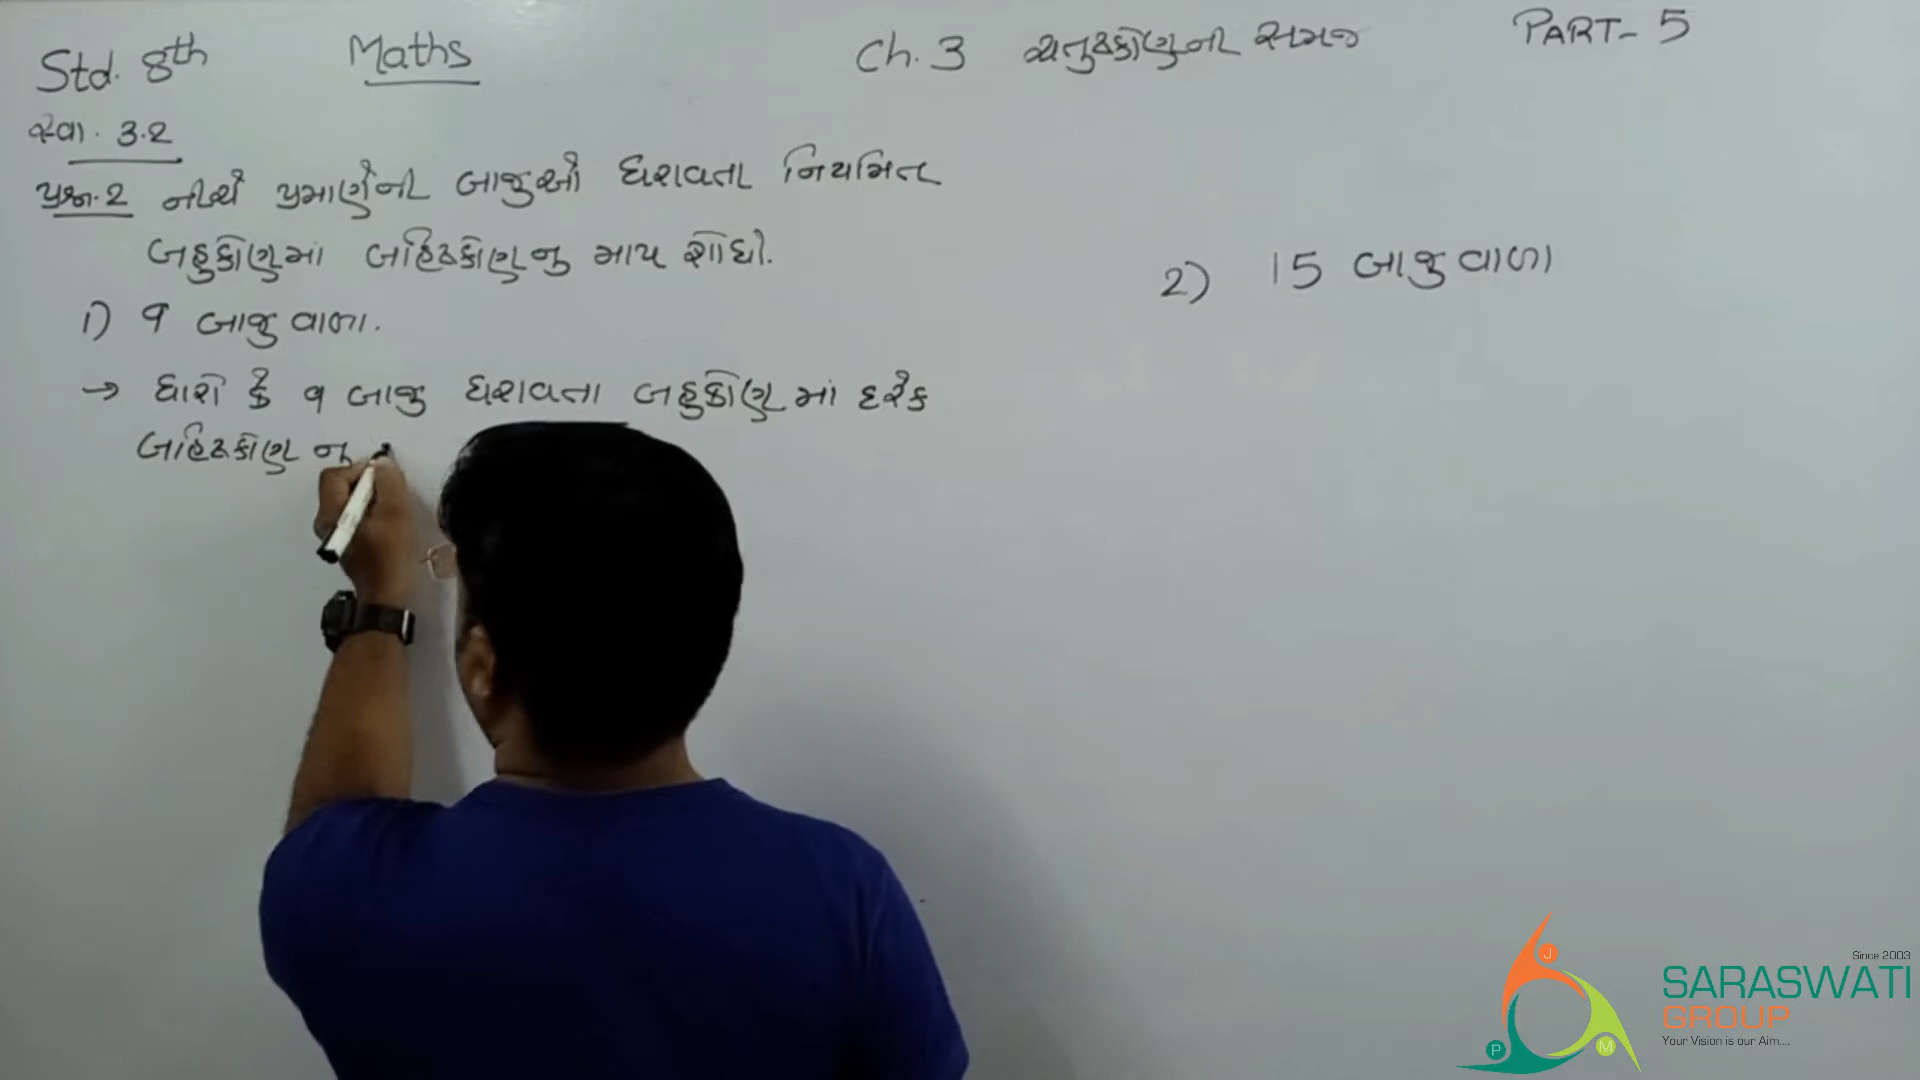 Std. 8th Maths Ch. 3 ચતુષ્કોણની સમજ PART-5
સ્વા. 3.2
પ્રશ્ન.2 નીચે પ્રમાણેની બાજુઓ ધરાવતા નિયમિત
બહુકોણમાં બહિષ્કોણનુ માપ શોધો.
1) 9 બાજુવાળા.
→ ધારો કે 9 બાજુ ધરાવતા બહુકોણમાં દરેક
બહિષ્કોણ નુ
2) 15 બાજુવાળા
Since 2003
SARASWATI
GROUP
Your Vision is our Aim....
J
P
M